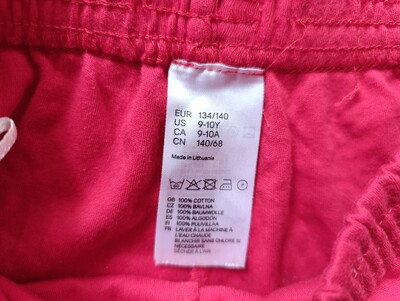 EUR 134/140
US 9-10Y
CA 9-10A
CN 140/68
Made in Lithuania
GB 100% COTTON
CZ 100% BAVLNA
DE 100% BAUMWOLLE
ES 100% ALGODÓN
FI 100% PUUVILLAA
FR LAVER À LA MACHINE À
L'EAU CHAUDE
BLANCHIR SANS CHLORE SI
NÉCESSAIRE
SÉCHER À L'AIR